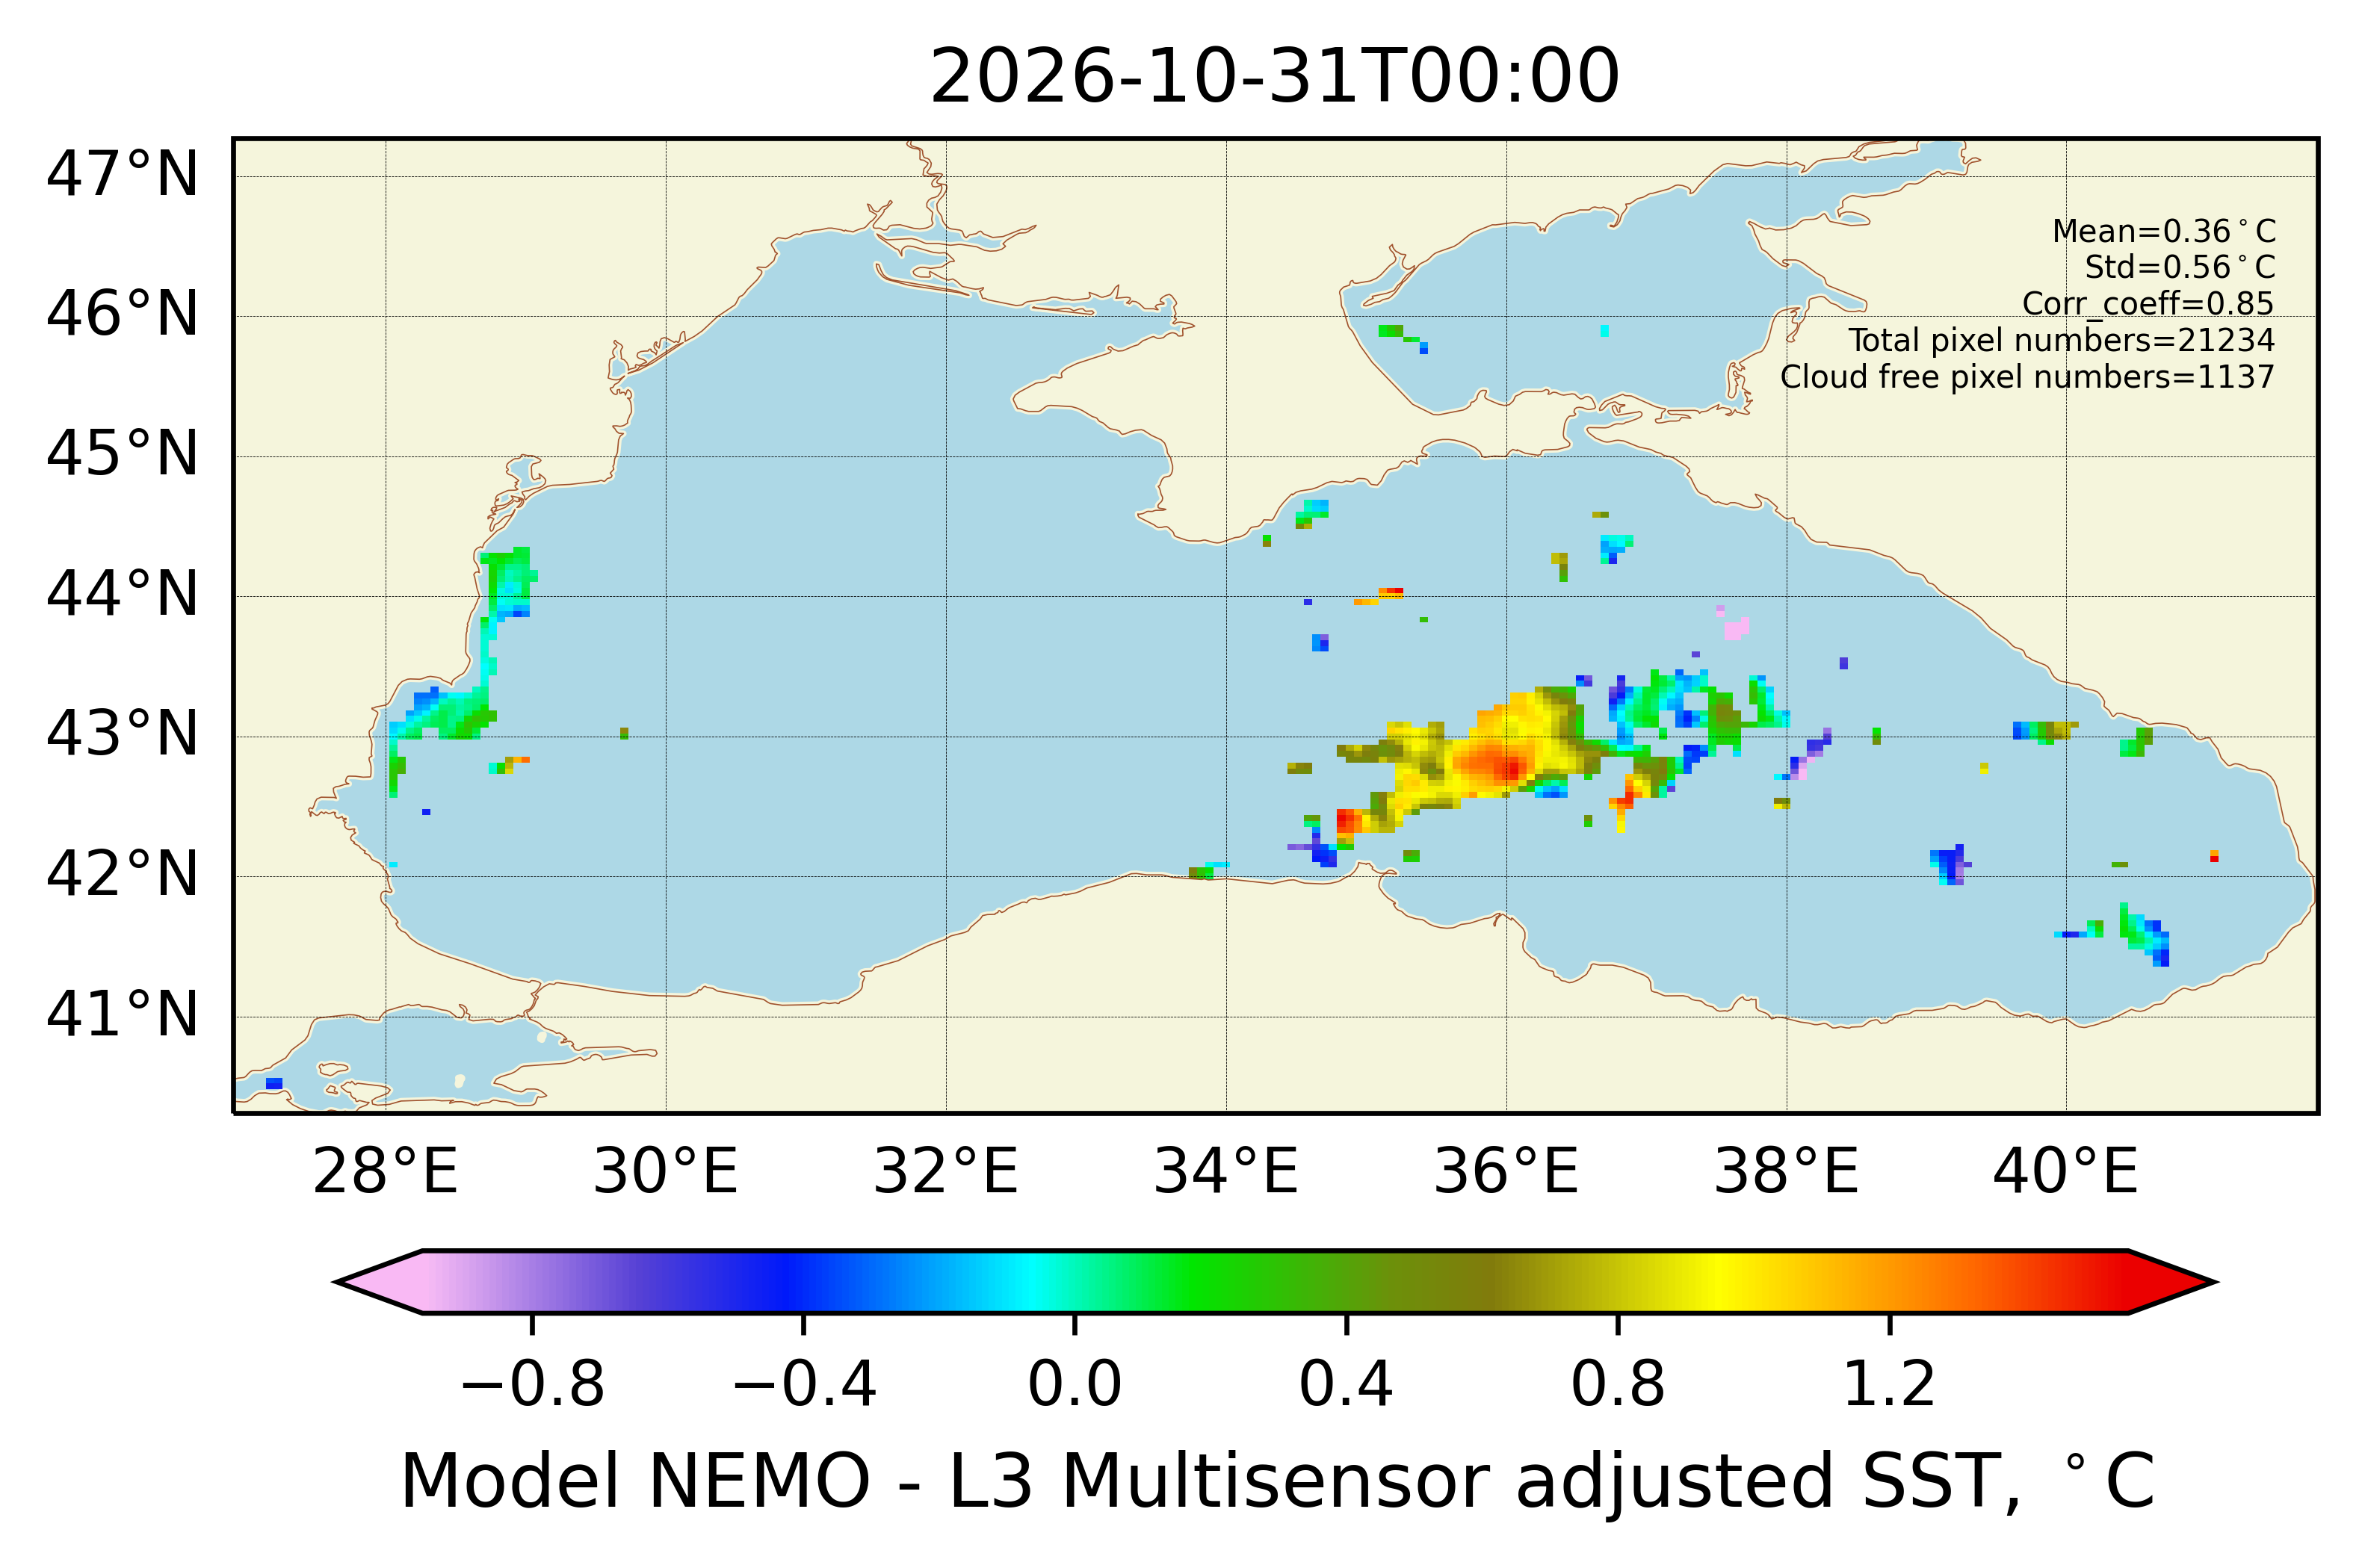 2026-10-31T00:00
47°N
46°N
45°N
44°N
43°N
42°N
41°N
Mean=0.36°C
Std=0.56°C
Corr_coeff=0.85
Total pixel numbers=21234
Cloud free pixel numbers=1137
28°E 30°E 32°E 34°E 36°E 38°E 40°E
−0.8 −0.4 0.0 0.4 0.8 1.2
Model NEMO - L3 Multisensor adjusted SST, °C